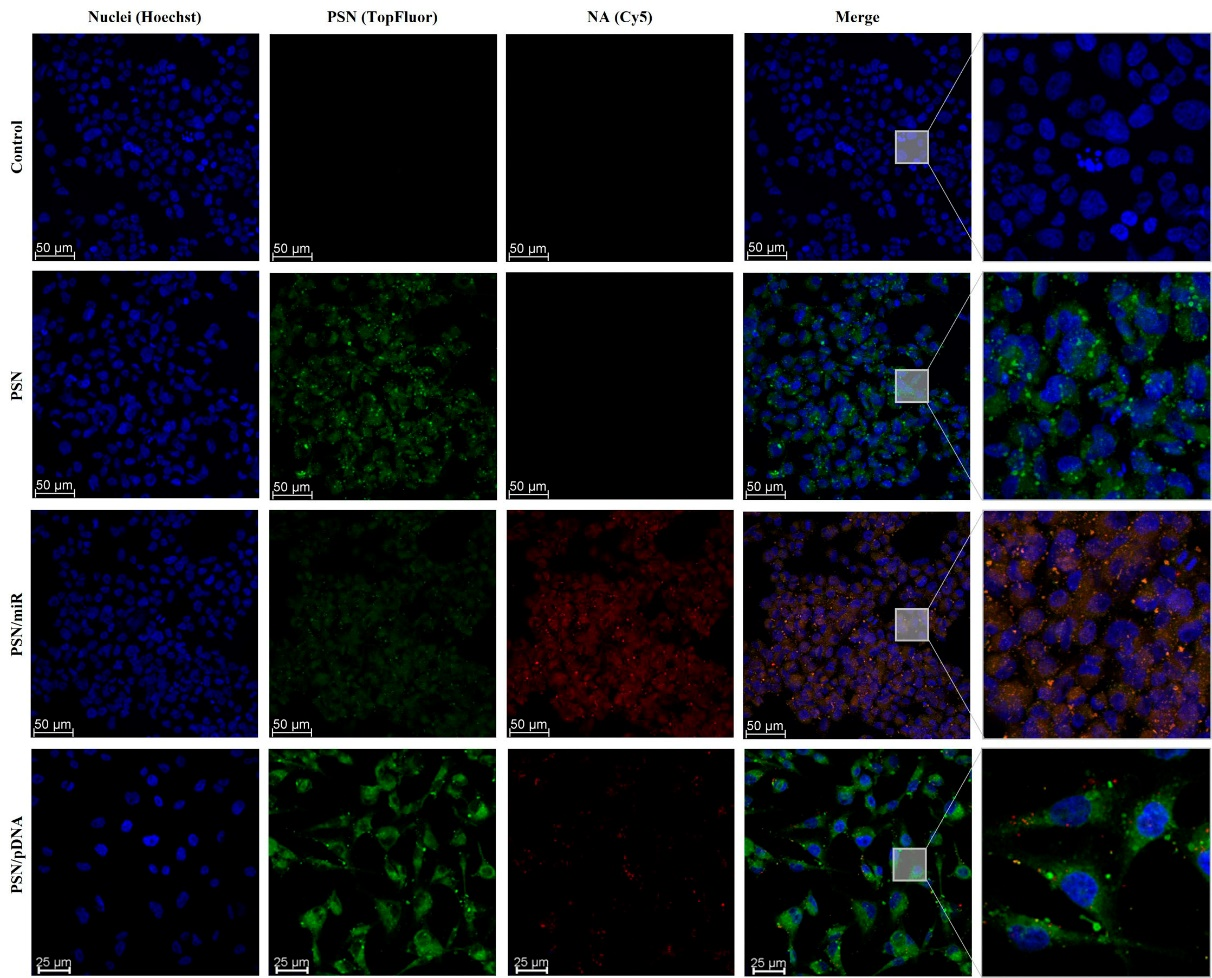 Nuclei (Hoechst) PSN (TopFluor) NA (Cy5) Merge
Control
50 µm 50 µm 50 µm 50 µm
PSN
50 µm 50 µm 50 µm 50 µm
PSN/miR
50 µm 50 µm 50 µm 50 µm
PSN/pDNA
25 µm 25 µm 25 µm 25 µm